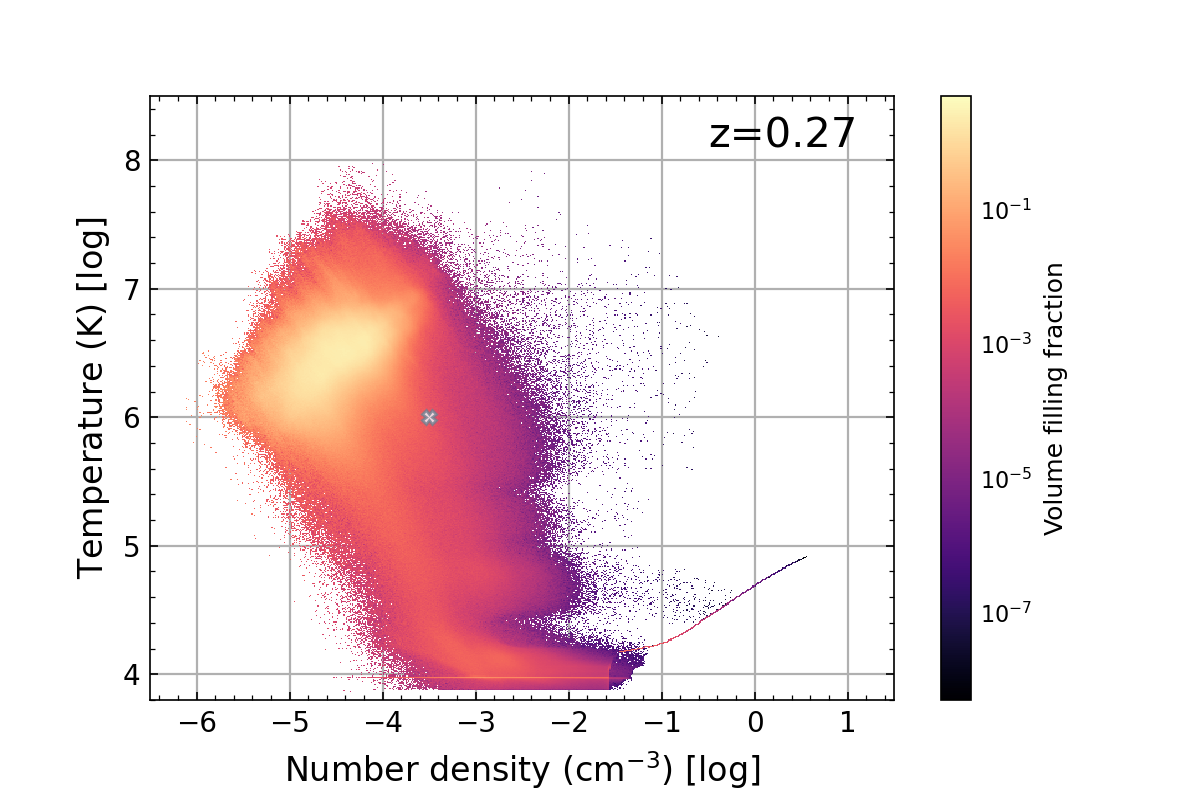 z=0.27
8
7
6
5
4
−6 −5 −4 −3 −2 −1 0 1
Temperature (K) [log]
Number density (cm⁻³) [log]
10⁻¹
10⁻³
10⁻⁵
10⁻⁷
Volume filling fraction